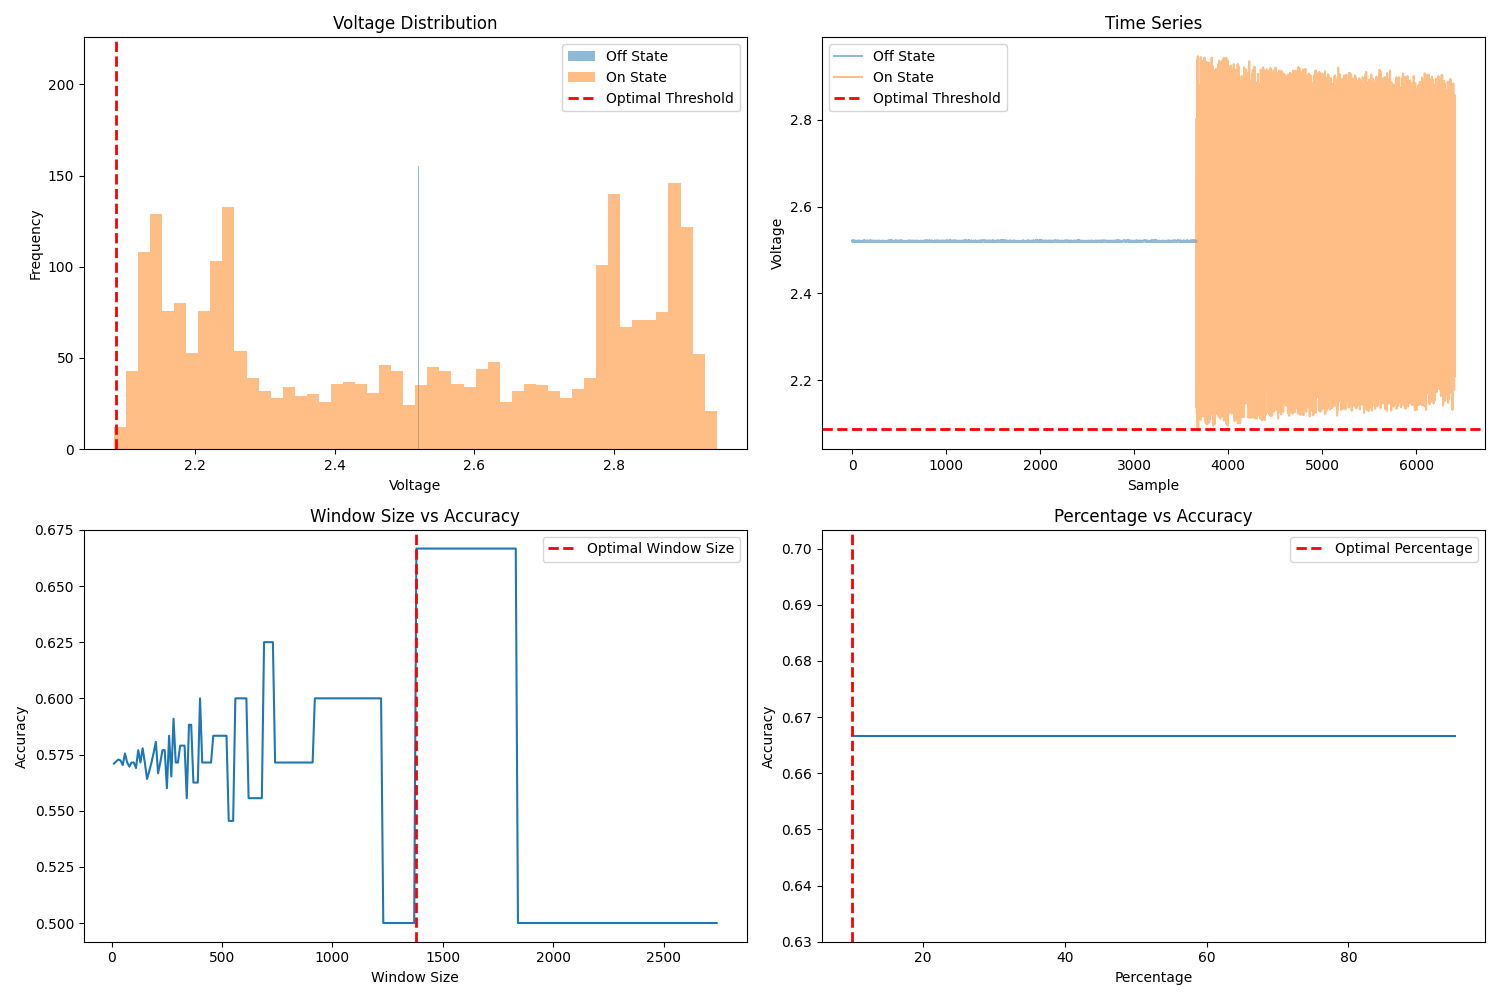 Voltage Distribution
Frequency
200
150
100
50
0
Off State
On State
Optimal Threshold
2.2 2.4 2.6 2.8
Voltage
Time Series
Voltage
2.8
2.6
2.4
2.2
Off State
On State
Optimal Threshold
0 1000 2000 3000 4000 5000 6000
Sample
Window Size vs Accuracy
Accuracy
0.675
0.650
0.625
0.600
0.575
0.550
0.525
0.500
Optimal Window Size
0 500 1000 1500 2000 2500
Window Size
Percentage vs Accuracy
Accuracy
0.70
0.69
0.68
0.67
0.66
0.65
0.64
0.63
Optimal Percentage
20 40 60 80
Percentage